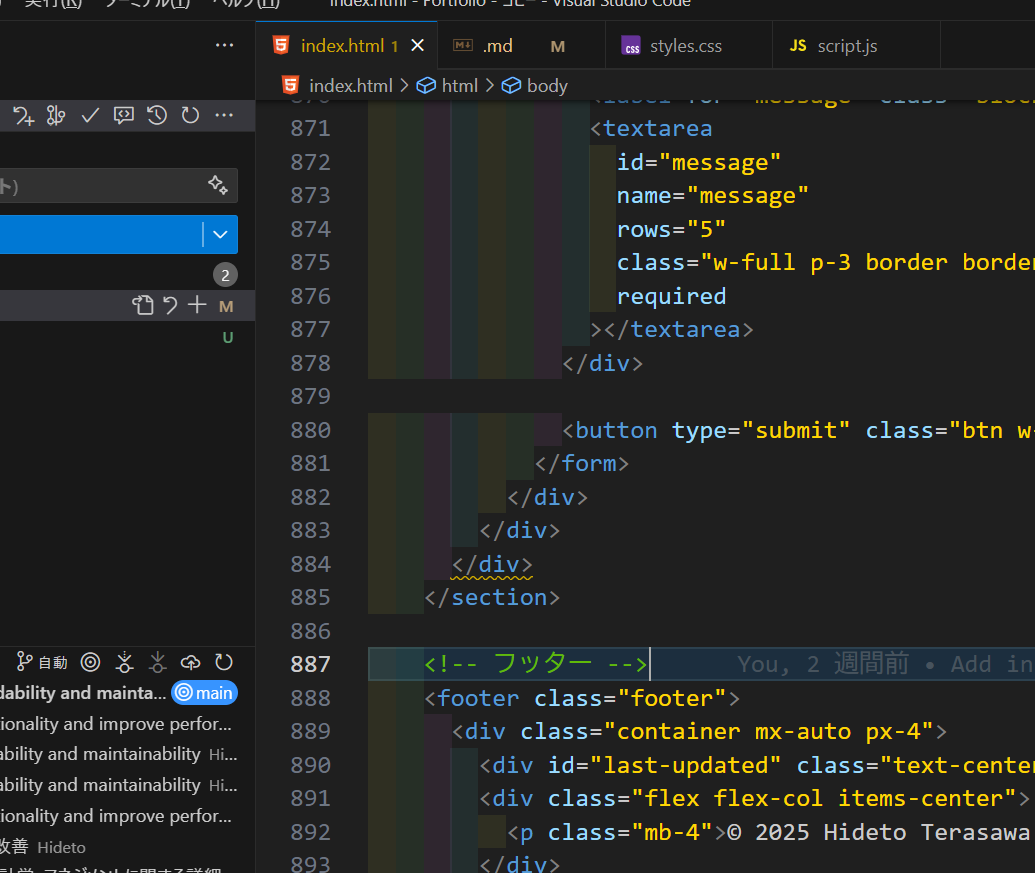 実行(R) ターミナル(T) ヘルプ(H) index.html - Portfolio - コピー - Visual Studio Code
index.html 1 .md M styles.css script.js
index.html > html > body
871 <textarea
872 id="message"
ト)
873 name="message"
874 rows="5"
875 class="w-full p-3 border border
2
876 required
M
877 ></textarea>
U
878 </div>
879
880 <button type="submit" class="btn w-
881 </form>
882 </div>
883 </div>
884 </div>
885 </section>
886
887 <!-- フッター --> You, 2 週間前 • Add in
自動
888 <footer class="footer">
dability and mainta... main
889 <div class="container mx-auto px-4">
ionality and improve perfor...
890 <div id="last-updated" class="text-center
ability and maintainability Hi...
891 <div class="flex flex-col items-center">
ability and maintainability Hi...
892 <p class="mb-4">© 2025 Hideto Terasawa
tionality and improve perfor...
改善 Hideto
893 </div>